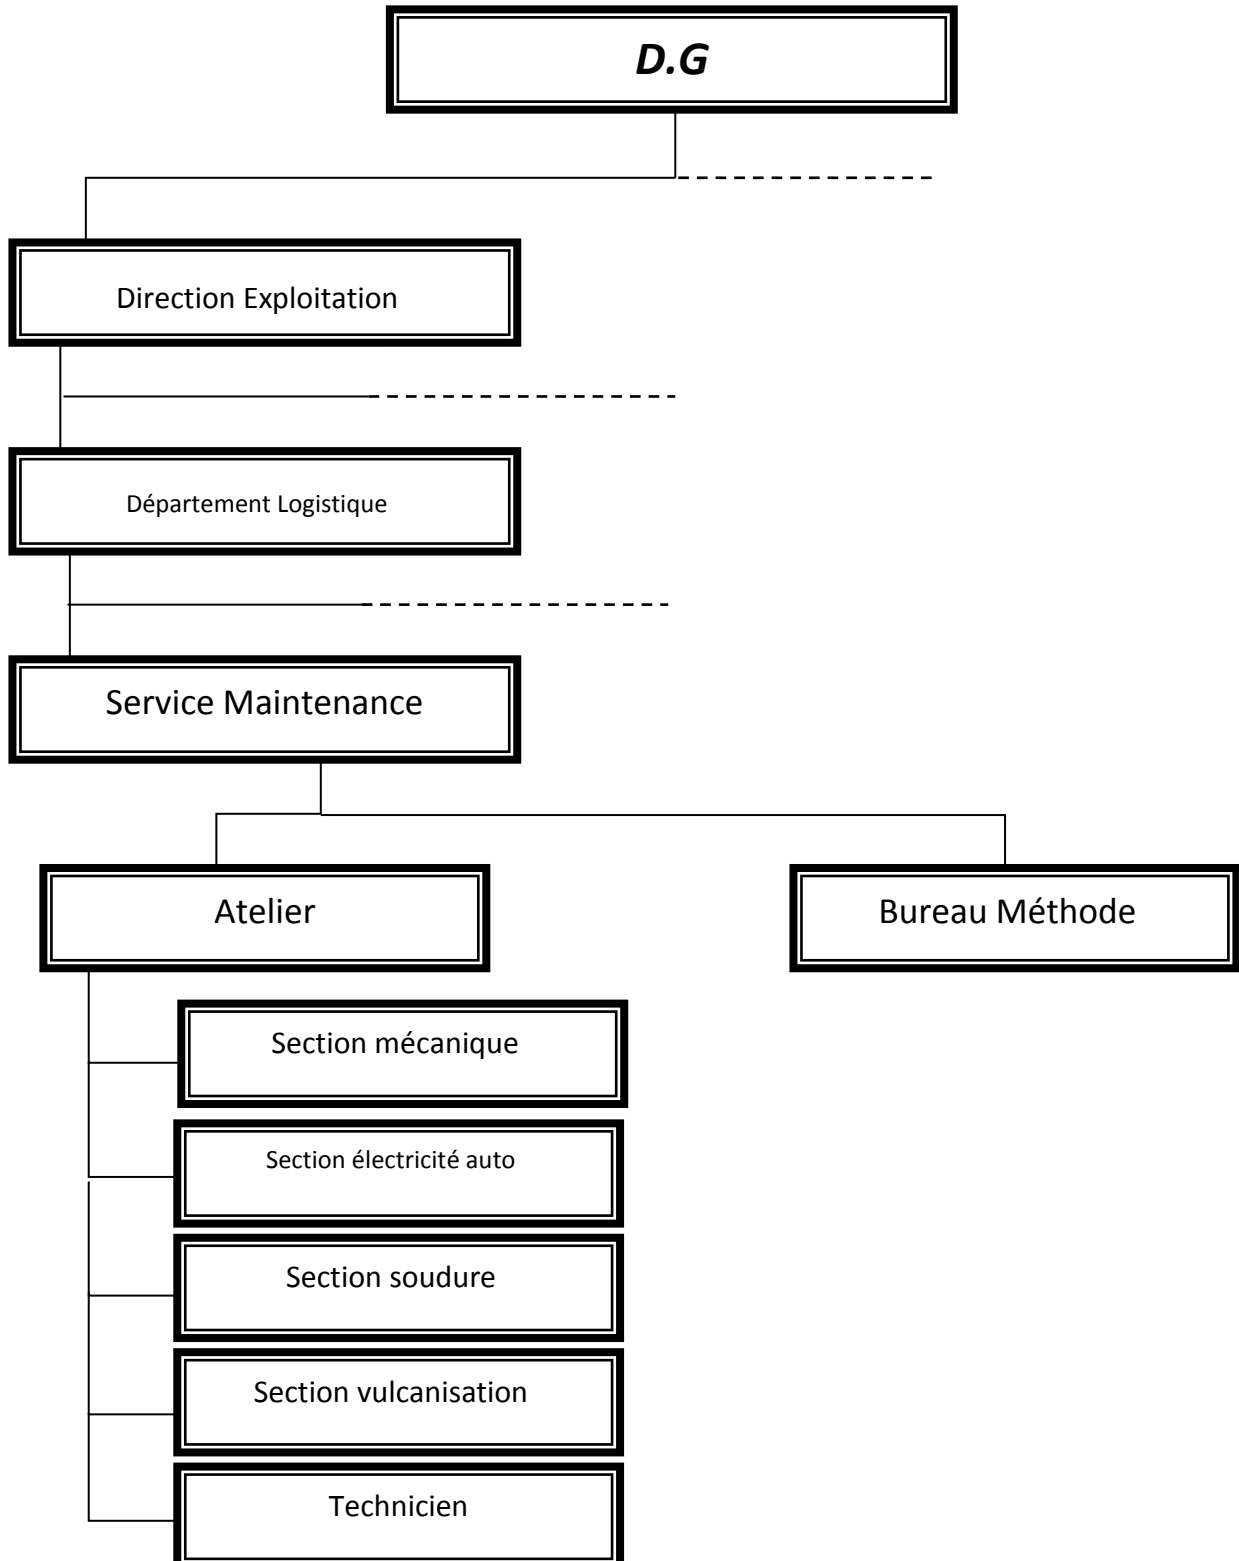 D.G
Direction Exploitation
Département Logistique
Service Maintenance
Atelier
Bureau Méthode
Section mécanique
Section électricité auto
Section soudure
Section vulcanisation
Technicien